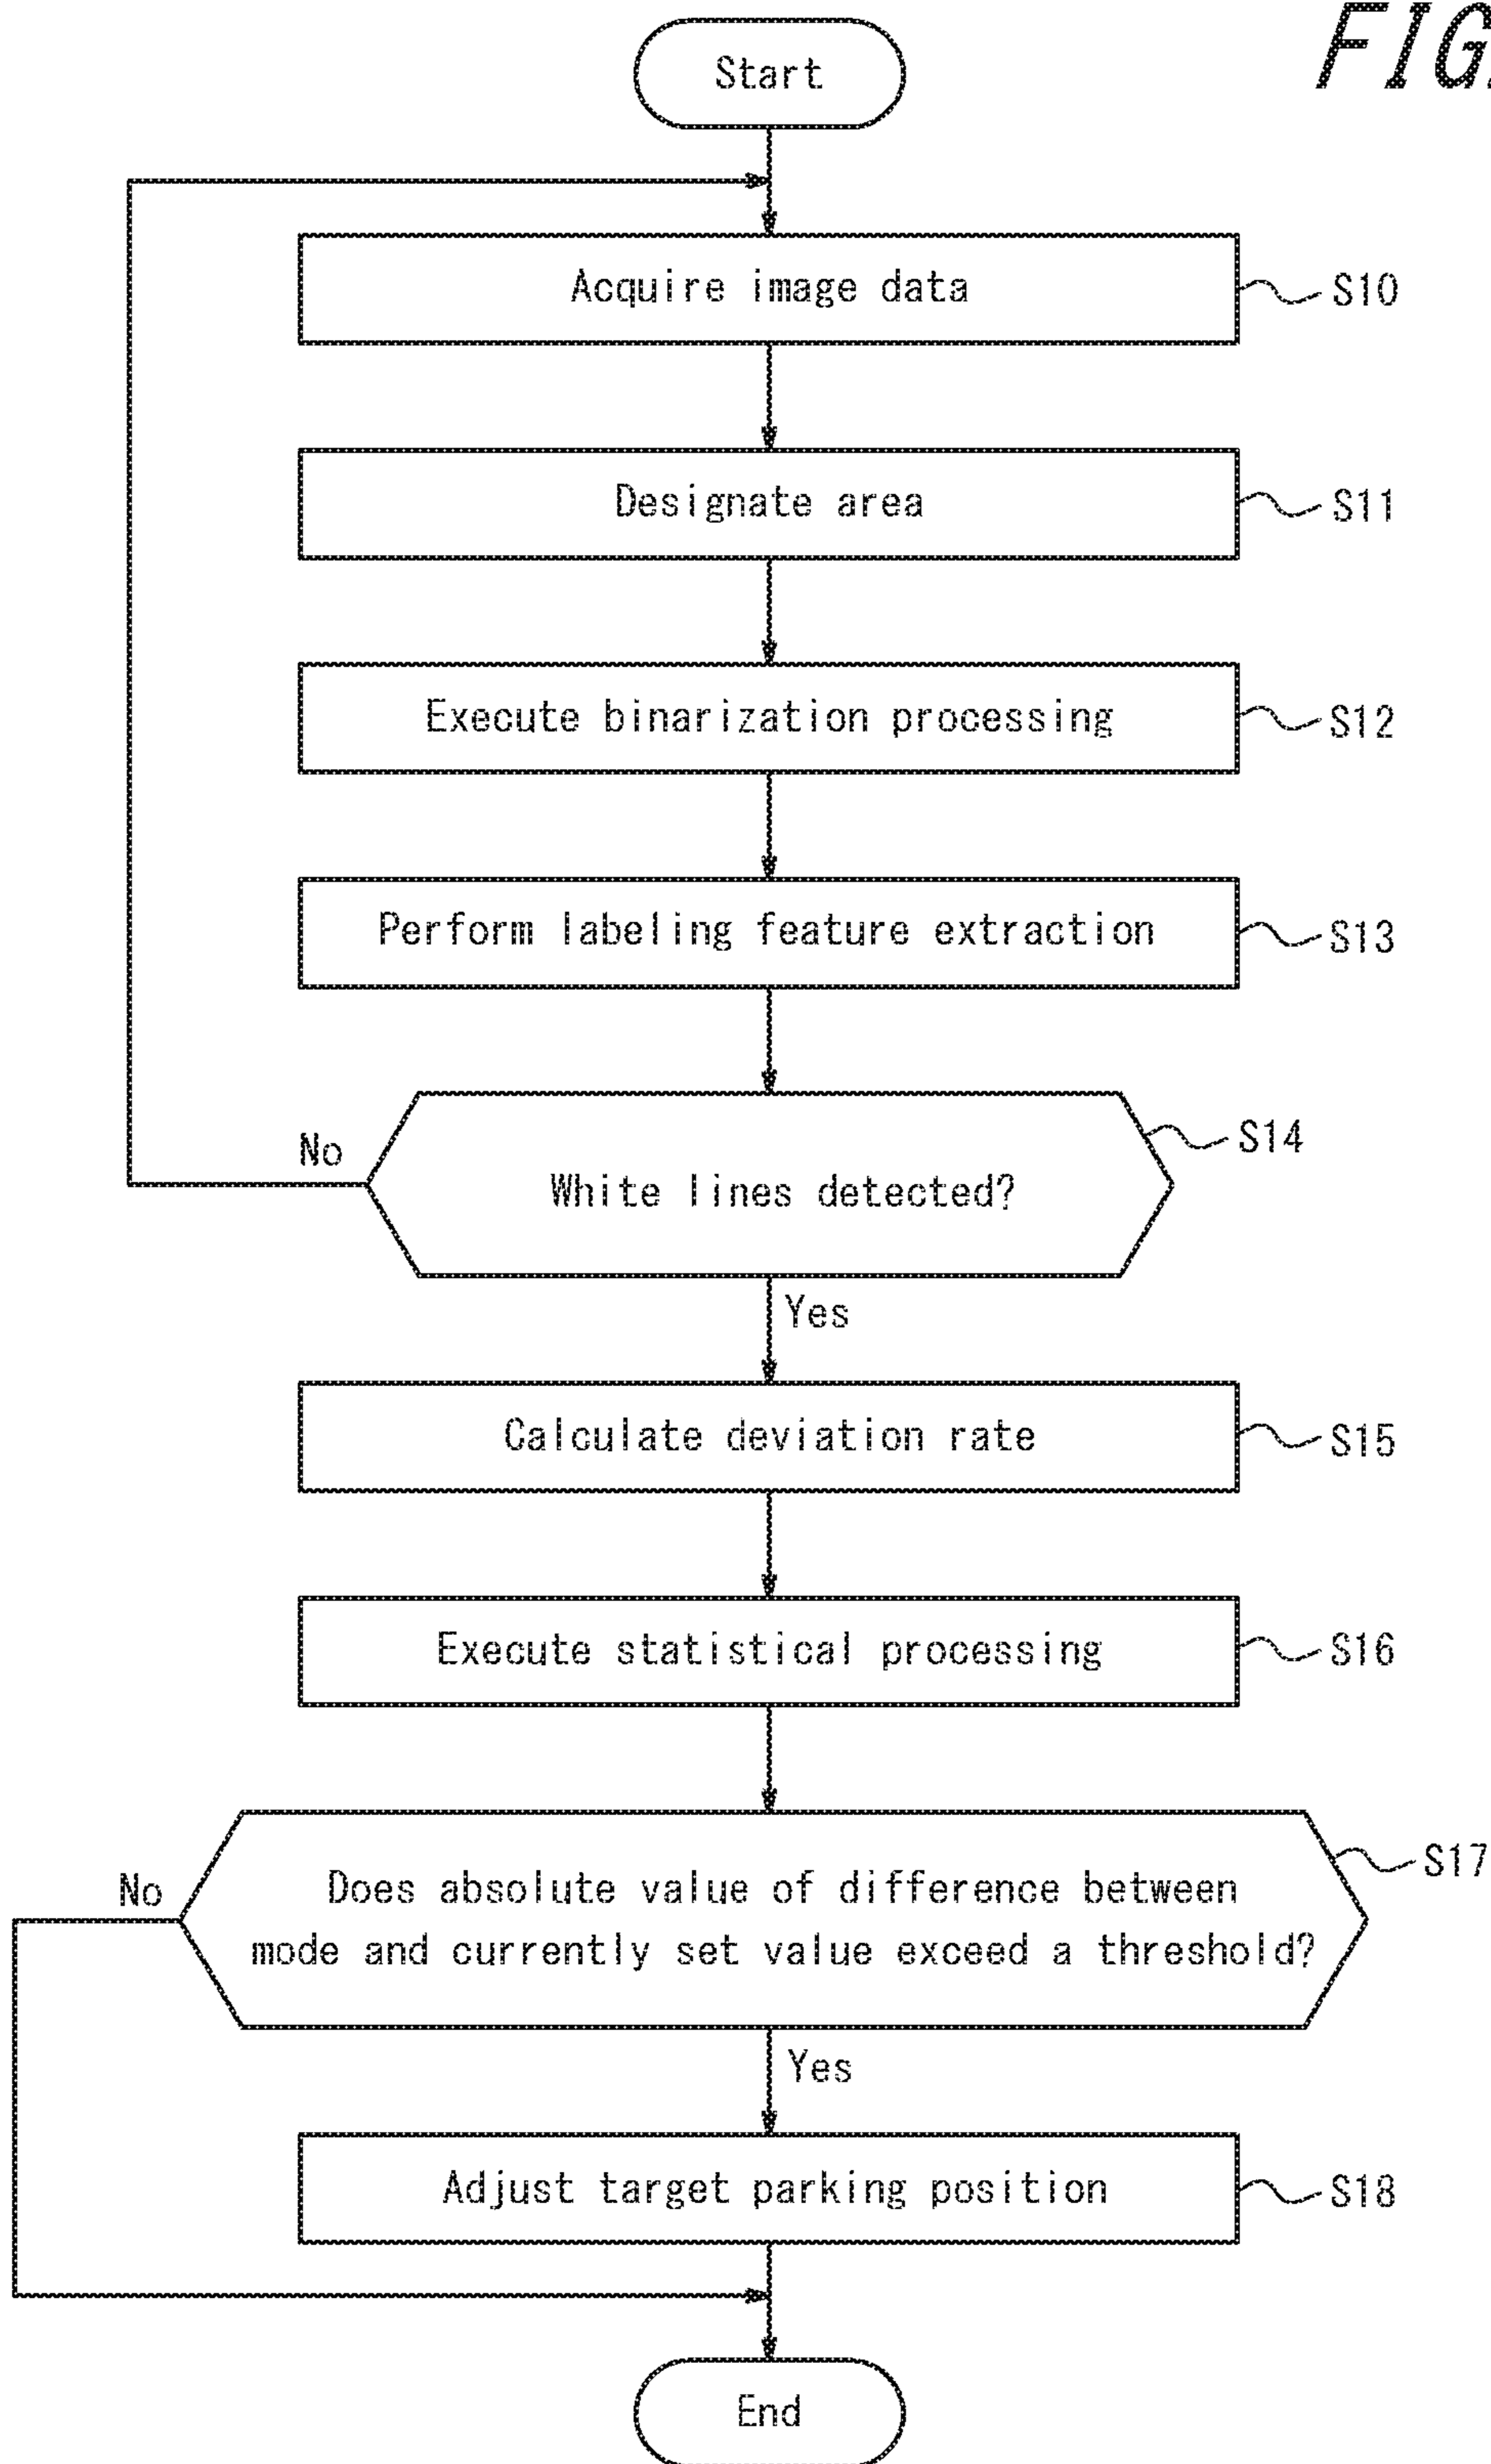 FIG.
Start
Acquire image data
S10
Designate area
S11
Execute binarization processing
S12
Perform labeling feature extraction
S13
S14
No
White lines detected?
Yes
Calculate deviation rate
S15
Execute statistical processing
S16
S17
No
Does absolute value of difference between
mode and currently set value exceed a threshold?
Yes
Adjust target parking position
S18
End